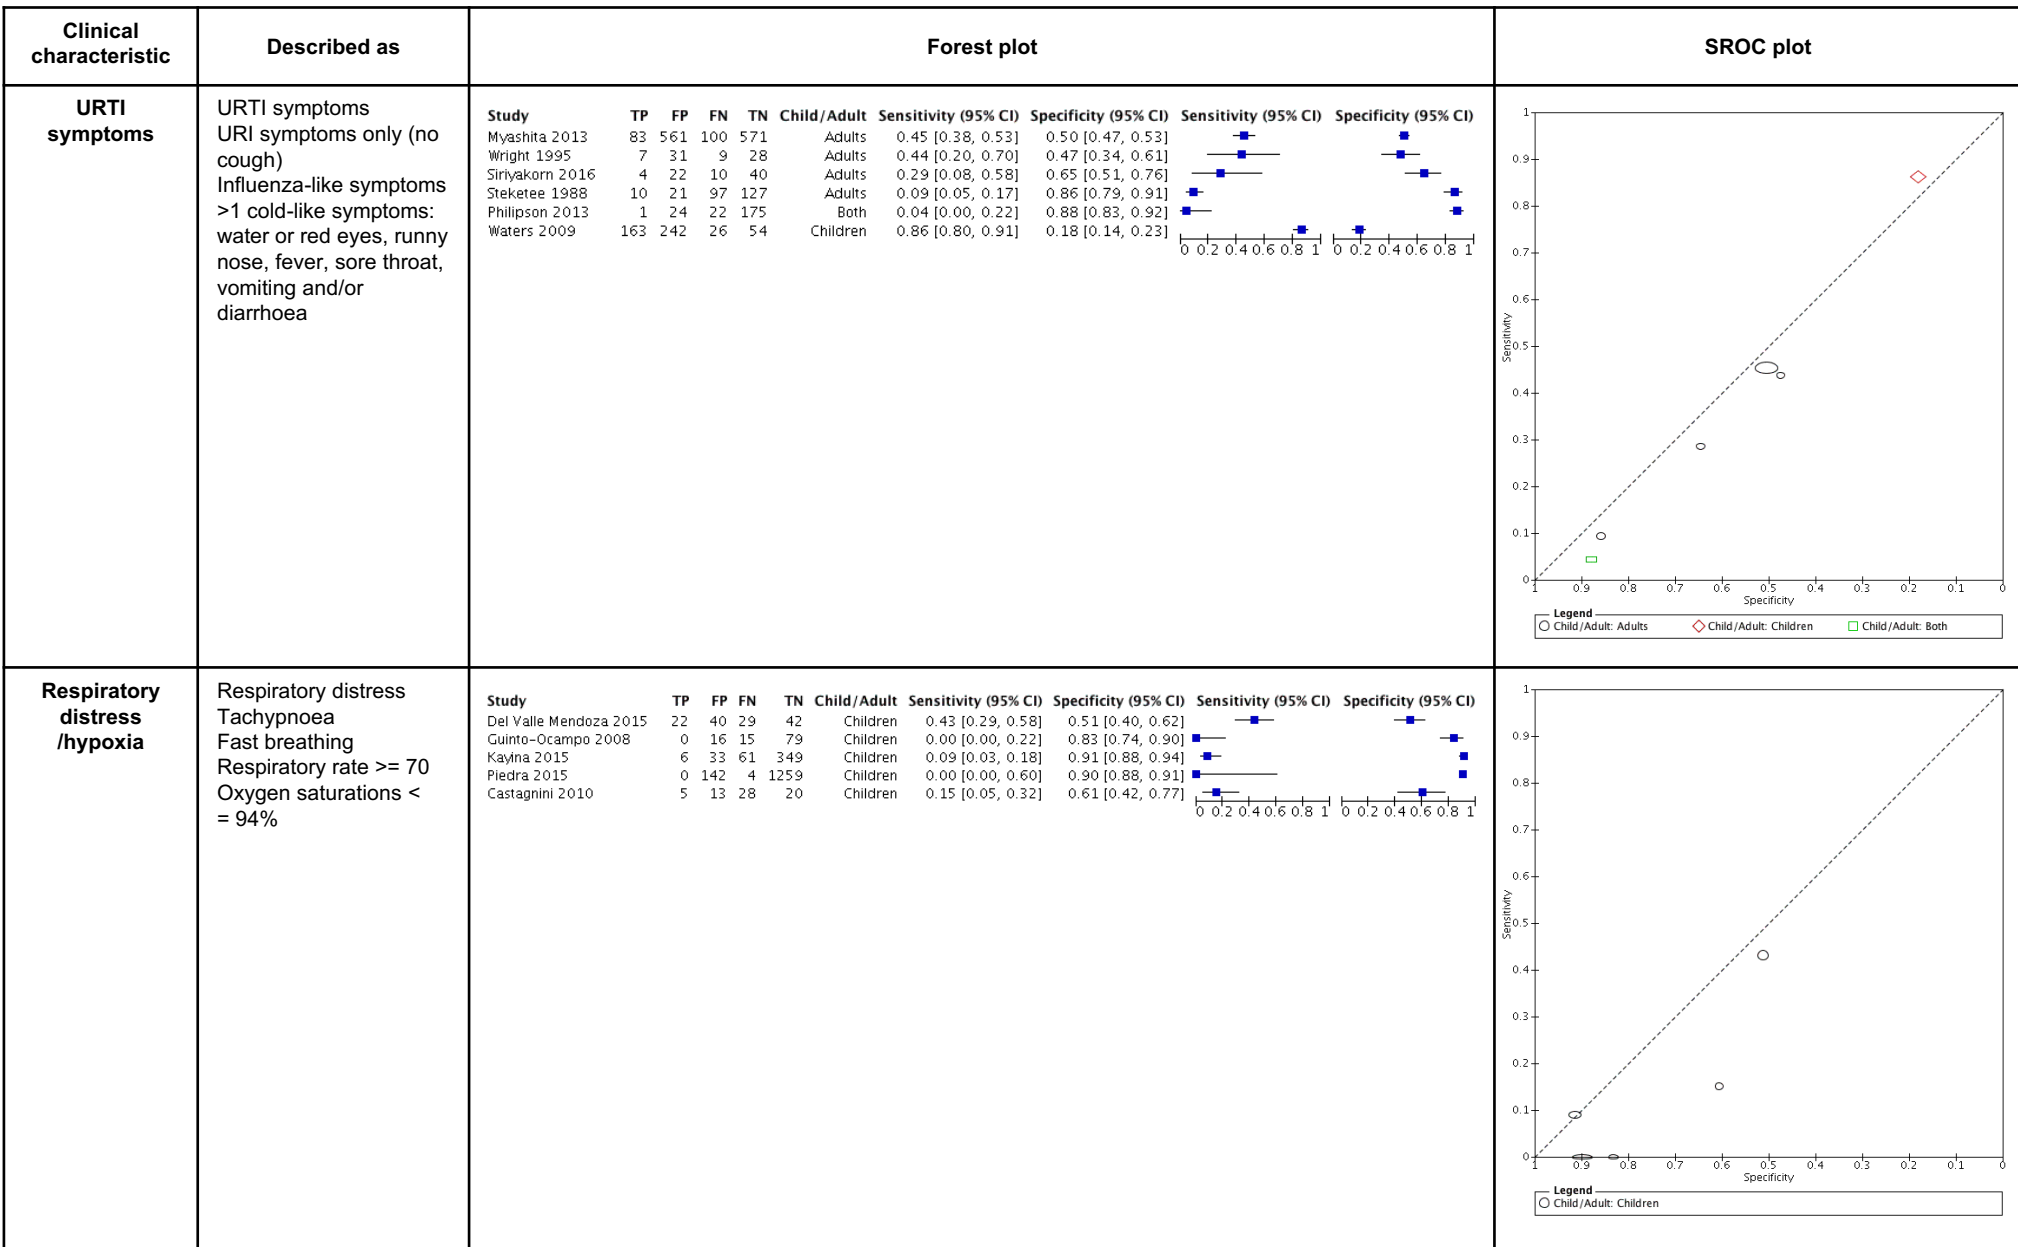 Clinical characteristic
Described as
Forest plot
SROC plot
URTI symptoms
URTI symptoms
URI symptoms only (no
cough)
Influenza-like symptoms
>1 cold-like symptoms:
water or red eyes, runny
nose, fever, sore throat,
vomiting and/or
diarrhoea
Study TP FP FN TN Child/Adult Sensitivity (95% CI) Specificity (95% CI) Sensitivity (95% CI) Specificity (95% CI)
Myashita 2013 83 561 100 571 Adults 0.45 [0.38, 0.53] 0.50 [0.47, 0.53]
Wright 1995 7 31 9 28 Adults 0.44 [0.20, 0.70] 0.47 [0.34, 0.61]
Siriyakorn 2016 4 22 10 40 Adults 0.29 [0.08, 0.58] 0.65 [0.51, 0.76]
Steketee 1988 10 21 97 127 Adults 0.09 [0.05, 0.17] 0.86 [0.79, 0.91]
Philipson 2013 1 24 22 175 Both 0.04 [0.00, 0.22] 0.88 [0.83, 0.92]
Waters 2009 163 242 26 54 Children 0.86 [0.80, 0.91] 0.18 [0.14, 0.23]
0 0.2 0.4 0.6 0.8 1 0 0.2 0.4 0.6 0.8 1
1
0.9
0.8
0.7
0.6
0.5
0.4
0.3
0.2
0.1
0
Sensitivity
1 0.9 0.8 0.7 0.6 0.5 0.4 0.3 0.2 0.1 0
Specificity
Legend
Child/Adult: Adults Child/Adult: Children Child/Adult: Both
Respiratory
distress
/hypoxia
Respiratory distress
Tachypnoea
Fast breathing
Respiratory rate >= 70
Oxygen saturations <
= 94%
Study TP FP FN TN Child/Adult Sensitivity (95% CI) Specificity (95% CI) Sensitivity (95% CI) Specificity (95% CI)
Del Valle Mendoza 2015 22 40 29 42 Children 0.43 [0.29, 0.58] 0.51 [0.40, 0.62]
Guinto-Ocampo 2008 0 16 15 79 Children 0.00 [0.00, 0.22] 0.83 [0.74, 0.90]
Kayina 2015 6 33 61 349 Children 0.09 [0.03, 0.18] 0.91 [0.88, 0.94]
Piedra 2015 0 142 4 1259 Children 0.00 [0.00, 0.60] 0.90 [0.88, 0.91]
Castagnini 2010 5 13 28 20 Children 0.15 [0.05, 0.32] 0.61 [0.42, 0.77]
0 0.2 0.4 0.6 0.8 1 0 0.2 0.4 0.6 0.8 1
1
0.9
0.8
0.7
0.6
0.5
0.4
0.3
0.2
0.1
0
Sensitivity
1 0.9 0.8 0.7 0.6 0.5 0.4 0.3 0.2 0.1 0
Specificity
Legend
Child/Adult: Children